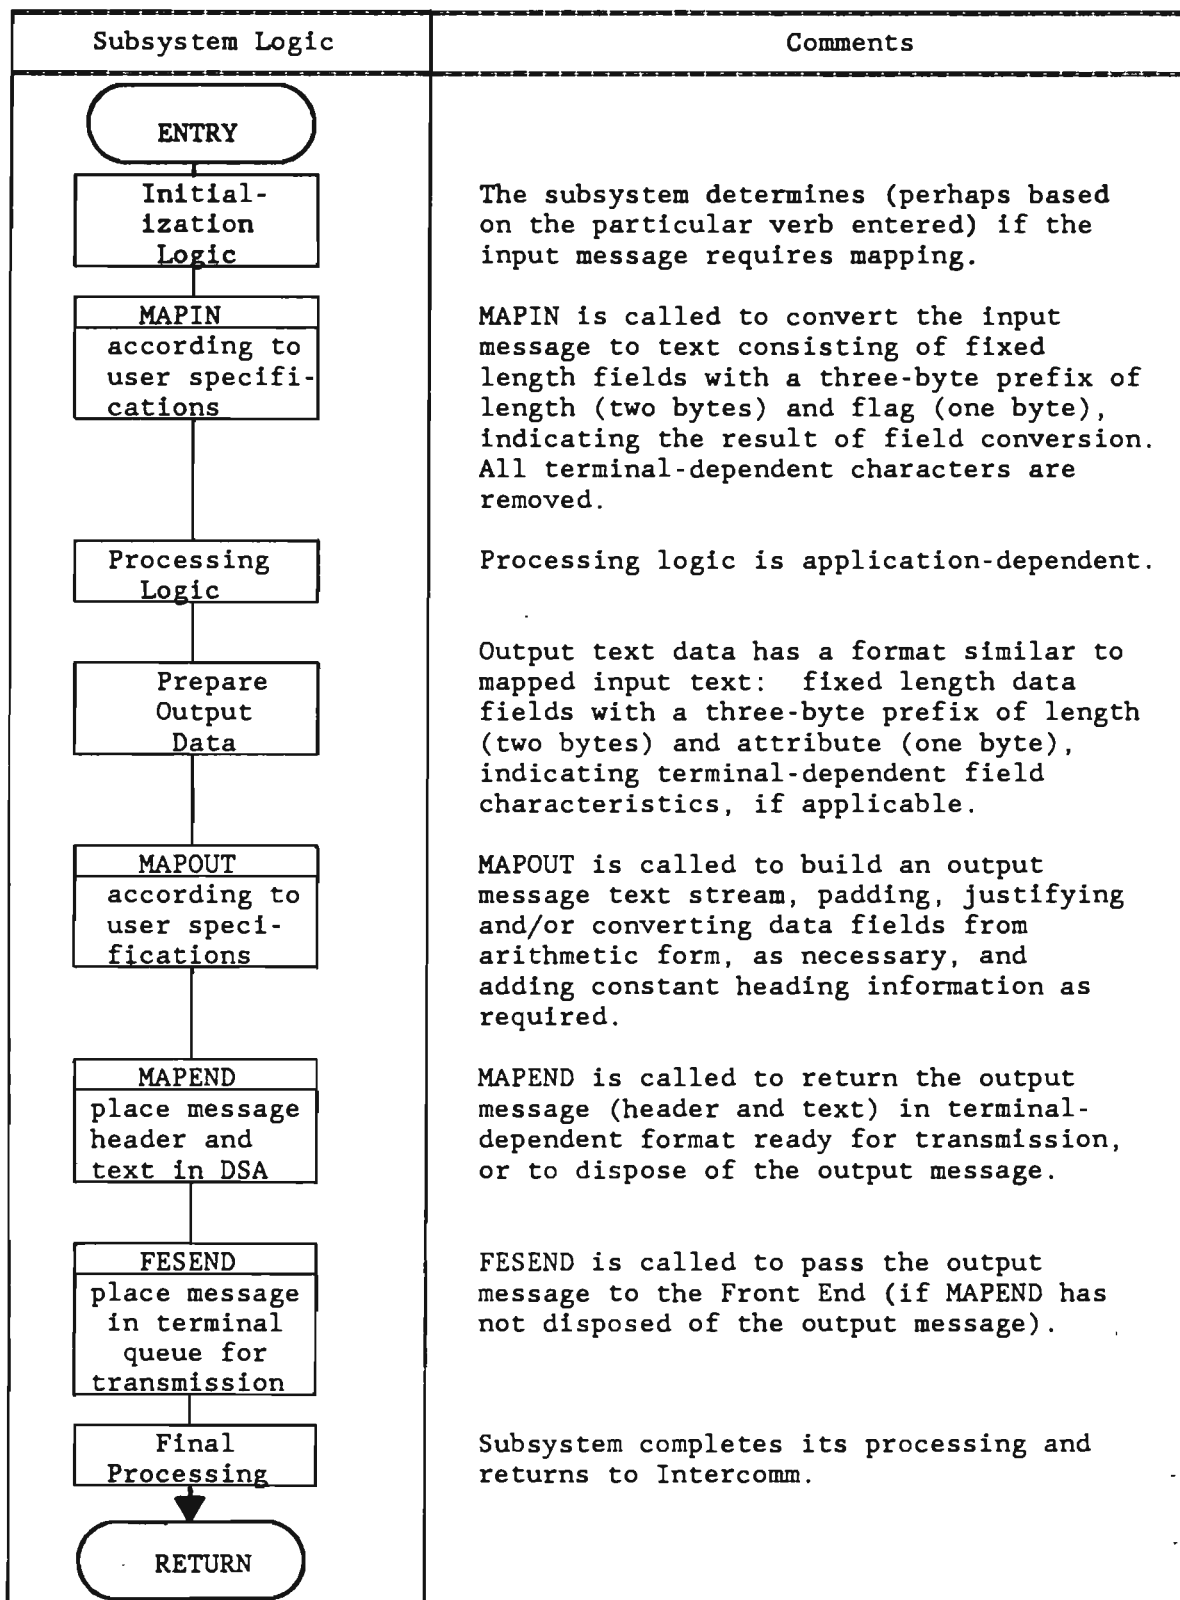 Subsystem Logic
Comments
ENTRY
Initial-
ization
Logic
The subsystem determines (perhaps based
on the particular verb entered) if the
input message requires mapping.
MAPIN
according to
user specifi-
cations
MAPIN is called to convert the input
message to text consisting of fixed
length fields with a three-byte prefix of
length (two bytes) and flag (one byte),
indicating the result of field conversion.
All terminal-dependent characters are
removed.
Processing
Logic
Processing logic is application-dependent.
Prepare
Output
Data
Output text data has a format similar to
mapped input text: fixed length data
fields with a three-byte prefix of length
(two bytes) and attribute (one byte),
indicating terminal-dependent field
characteristics, if applicable.
MAPOUT
according to
user speci-
fications
MAPOUT is called to build an output
message text stream, padding, justifying
and/or converting data fields from
arithmetic form, as necessary, and
adding constant heading information as
required.
MAPEND
place message
header and
text in DSA
MAPEND is called to return the output
message (header and text) in terminal-
dependent format ready for transmission,
or to dispose of the output message.
FESEND
place message
in terminal
queue for
transmission
FESEND is called to pass the output
message to the Front End (if MAPEND has
not disposed of the output message).
Final
Processing
Subsystem completes its processing and
returns to Intercomm.
RETURN